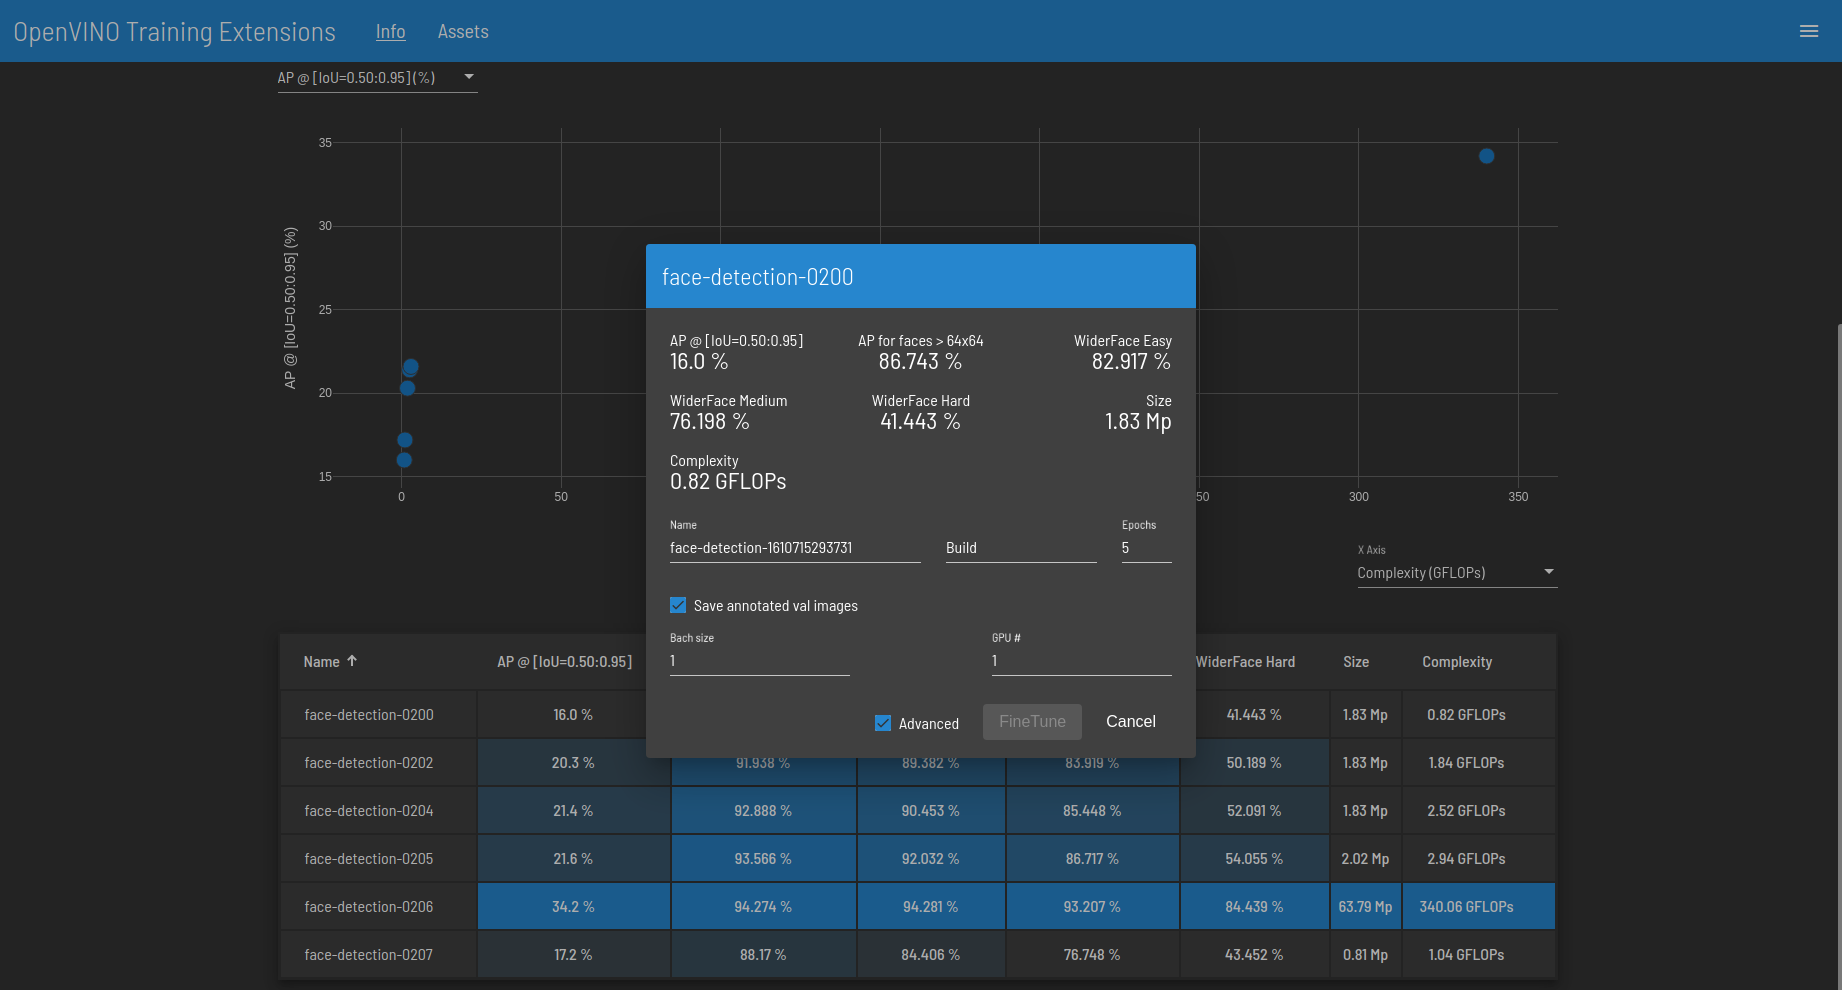 OpenVINO Training Extensions Info Assets
AP @ [IoU=0.50:0.95] (%)
35
30
25
20
15
AP @ [IoU=0.50:0.95] (%)
0 50 50 300 350
X Axis
Complexity (GFLOPs)
face-detection-0200
AP @ [IoU=0.50:0.95] AP for faces > 64x64 WiderFace Easy
16.0 % 86.743 % 82.917 %
WiderFace Medium WiderFace Hard Size
76.198 % 41.443 % 1.83 Mp
Complexity
0.82 GFLOPs
Name Epochs
face-detection-1610715293731 Build 5
Save annotated val images
Bach size GPU #
1 1
Advanced FineTune Cancel
Name AP @ [IoU=0.50:0.95] WiderFace Hard Size Complexity
face-detection-0200 16.0 % 41.443 % 1.83 Mp 0.82 GFLOPs
face-detection-0202 20.3 % 91.938 % 89.382 % 83.919 % 50.189 % 1.83 Mp 1.84 GFLOPs
face-detection-0204 21.4 % 92.888 % 90.453 % 85.448 % 52.091 % 1.83 Mp 2.52 GFLOPs
face-detection-0205 21.6 % 93.566 % 92.032 % 86.717 % 54.055 % 2.02 Mp 2.94 GFLOPs
face-detection-0206 34.2 % 94.274 % 94.281 % 93.207 % 84.439 % 63.79 Mp 340.06 GFLOPs
face-detection-0207 17.2 % 88.17 % 84.406 % 76.748 % 43.452 % 0.81 Mp 1.04 GFLOPs